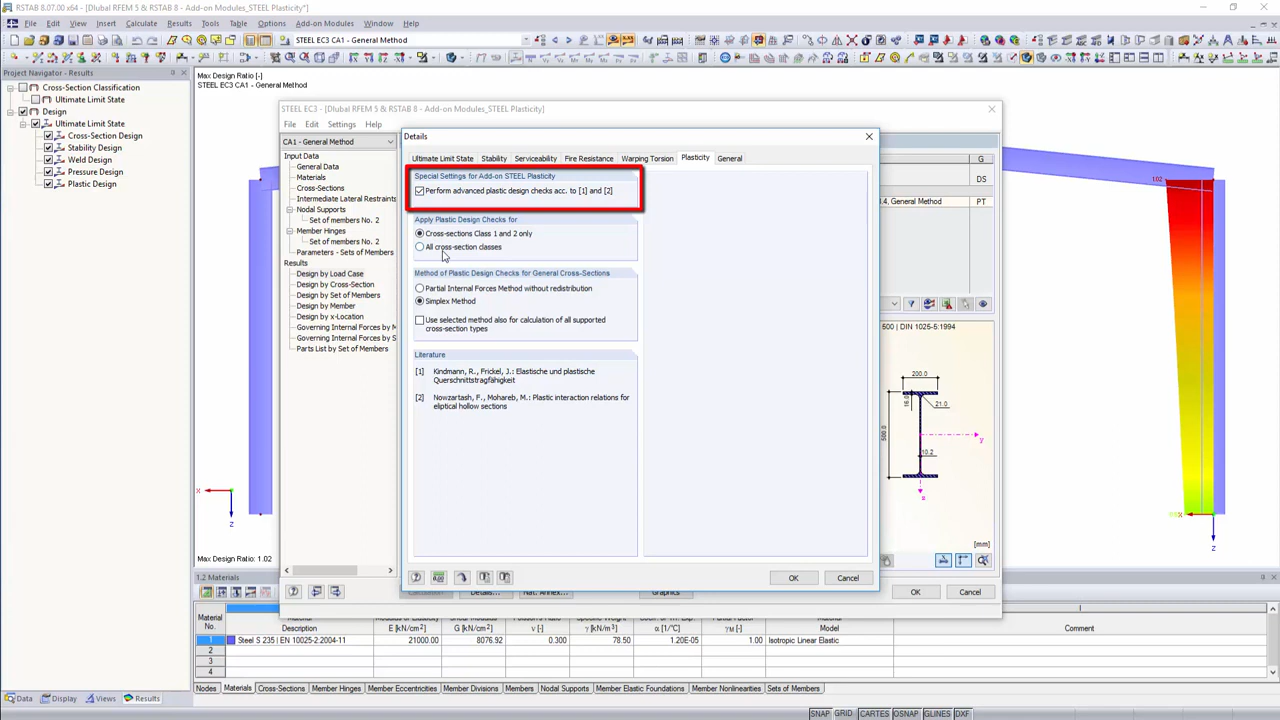 RSTAB 8.07.00 x64 - [Dlubal RFEM 5 & RSTAB 8 - Add-on Modules_STEEL Plasticity*]
File Edit View Insert Calculate Results Tools Table Options Add-on Modules Window Help
STEEL EC3 CA1 - General Method
Project Navigator - Results
Cross-Section Classification
Ultimate Limit State
Design
Ultimate Limit State
Cross-Section Design
Stability Design
Weld Design
Pressure Design
Plastic Design
Max Design Ratio [-]
STEEL EC3 CA1 - General Method
STEEL EC3 - [Dlubal RFEM 5 & RSTAB 8 - Add-on Modules_STEEL Plasticity]
File Edit Settings Help
CA1 - General Method
Input Data
General Data
Materials
Cross-Sections
Intermediate Lateral Restraints
Nodal Supports
Set of members No. 2
Member Hinges
Set of members No. 2
Parameters - Sets of Members
Results
Design by Load Case
Design by Cross-Section
Design by Set of Members
Design by Member
Design by x-Location
Governing Internal Forces by M
Governing Internal Forces by S
Parts List by Set of Members
Details
Ultimate Limit State Stability Serviceability Fire Resistance Warping Torsion Plasticity General
Special Settings for Add-on STEEL Plasticity
Perform advanced plastic design checks acc. to [1] and [2]
Apply Plastic Design Checks for
Cross-sections Class 1 and 2 only
All cross-section classes
Method of Plastic Design Checks for General Cross-Sections
Partial Internal Forces Method without redistribution
Simplex Method
Use selected method also for calculation of all supported
cross-section types
Literature
[1] Kindmann, R., Frickel, J.: Elastische und plastische
Querschnittstragfähigkeit
[2] Nowzartash, F., Mohareb, M.: Plastic interaction relations for
eliptical hollow sections
OK Cancel
G
DS
.4, General Method PT
500 | DIN 1025-5:1994
200.0
16.0
21.0
500.0
10.2
y
z
[mm]
1.02
X
Z
X
Z
Max Design Ratio: 1.02
Details... Nat. Annex... Graphics OK Cancel
1.2 Materials
Material
No. Description E [kN/cm²] G [kN/cm²] ν [-] γ [kN/m³] α [1/°C] γM [-] Model Comment
1 Steel S 235 | EN 10025-2:2004-11 21000.00 8076.92 0.300 78.50 1.20E-05 1.00 Isotropic Linear Elastic
2
3
4
Data Display Views Results
Nodes Materials Cross-Sections Member Hinges Member Eccentricities Member Divisions Members Nodal Supports Member Elastic Foundations Member Nonlinearities Sets of Members
SNAP GRID CARTES OSNAP GLINES DXF